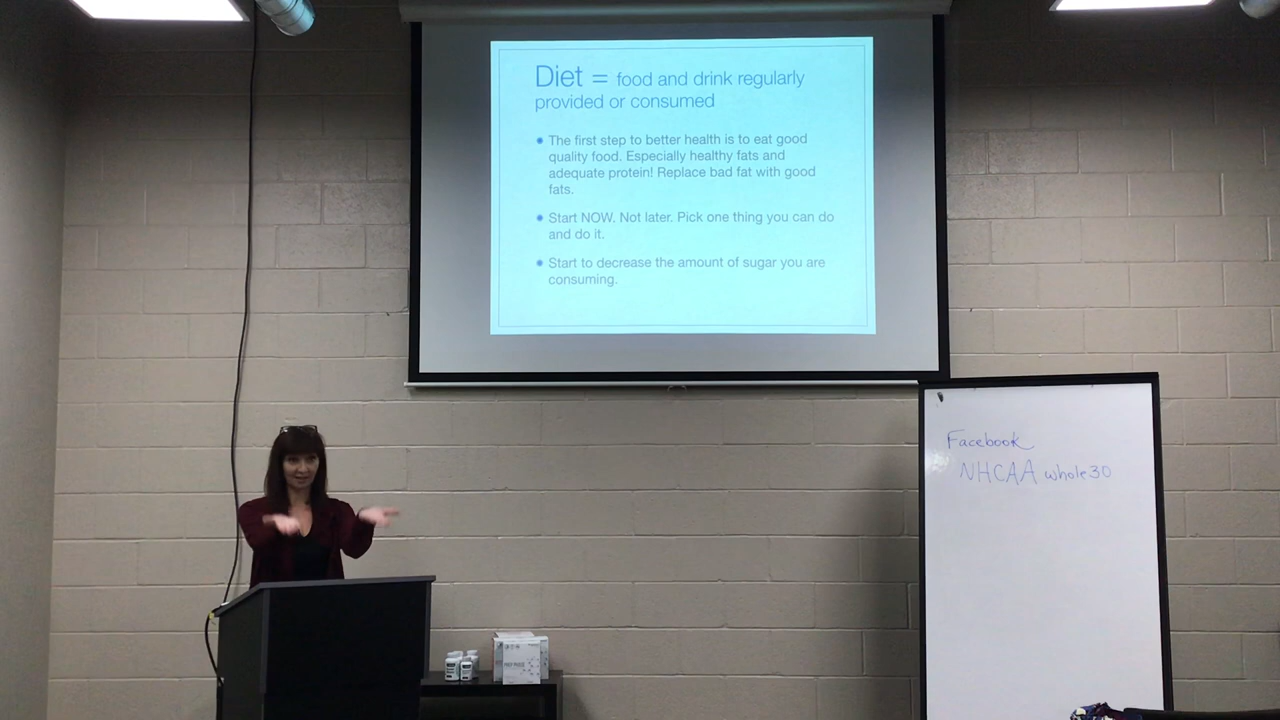 Diet = food and drink regularly
provided or consumed
• The first step to better health is to eat good
quality food. Especially healthy fats and
adequate protein! Replace bad fat with good
fats.
• Start NOW. Not later. Pick one thing you can do
and do it.
• Start to decrease the amount of sugar you are
consuming.
Facebook
NHCAA whole30